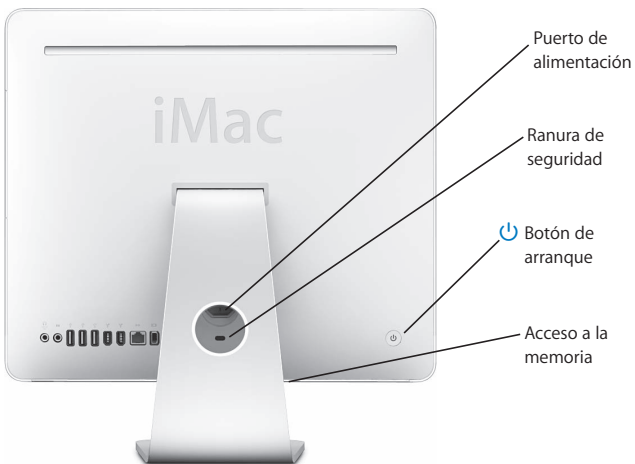 Puerto de
alimentación
iMac
Ranura de
seguridad
Botón de
arranque
Acceso a la
memoria